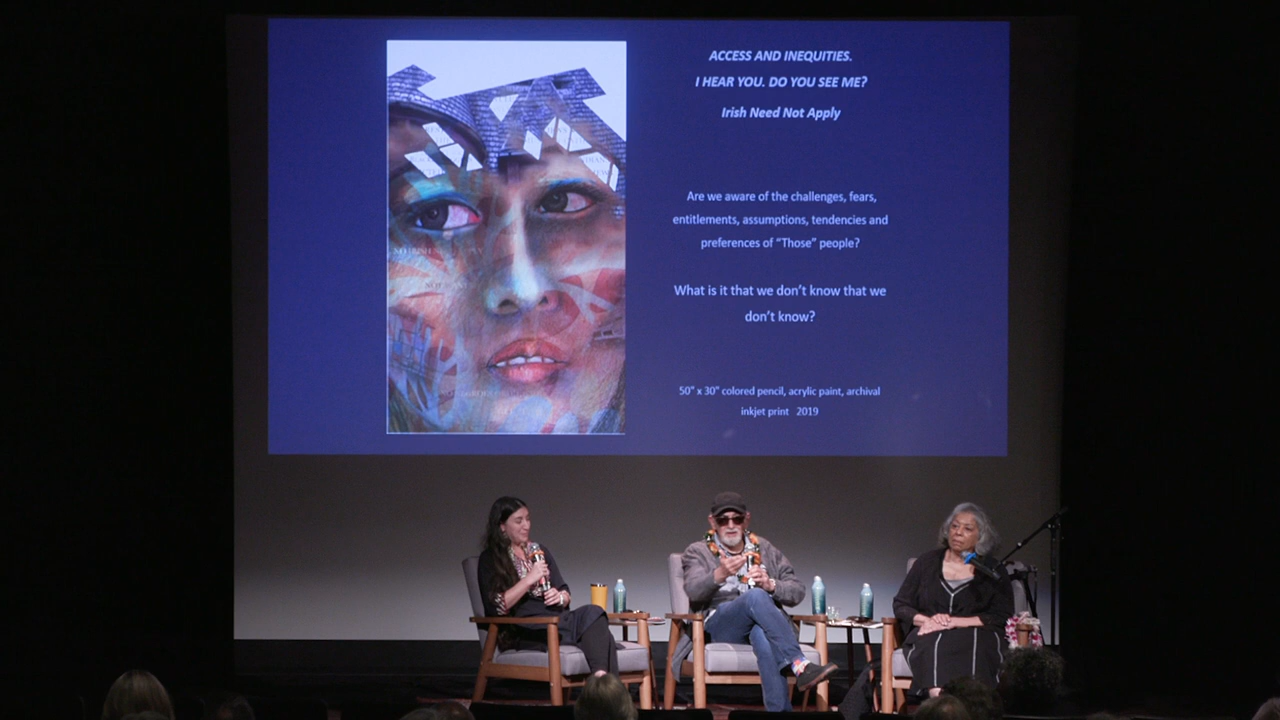 ACCESS AND INEQUITIES.
I HEAR YOU. DO YOU SEE ME?
Irish Need Not Apply
Are we aware of the challenges, fears,
entitlements, assumptions, tendencies and
preferences of “Those” people?
What is it that we don’t know that we
don’t know?
50” x 30” colored pencil, acrylic paint, archival
inkjet print 2019